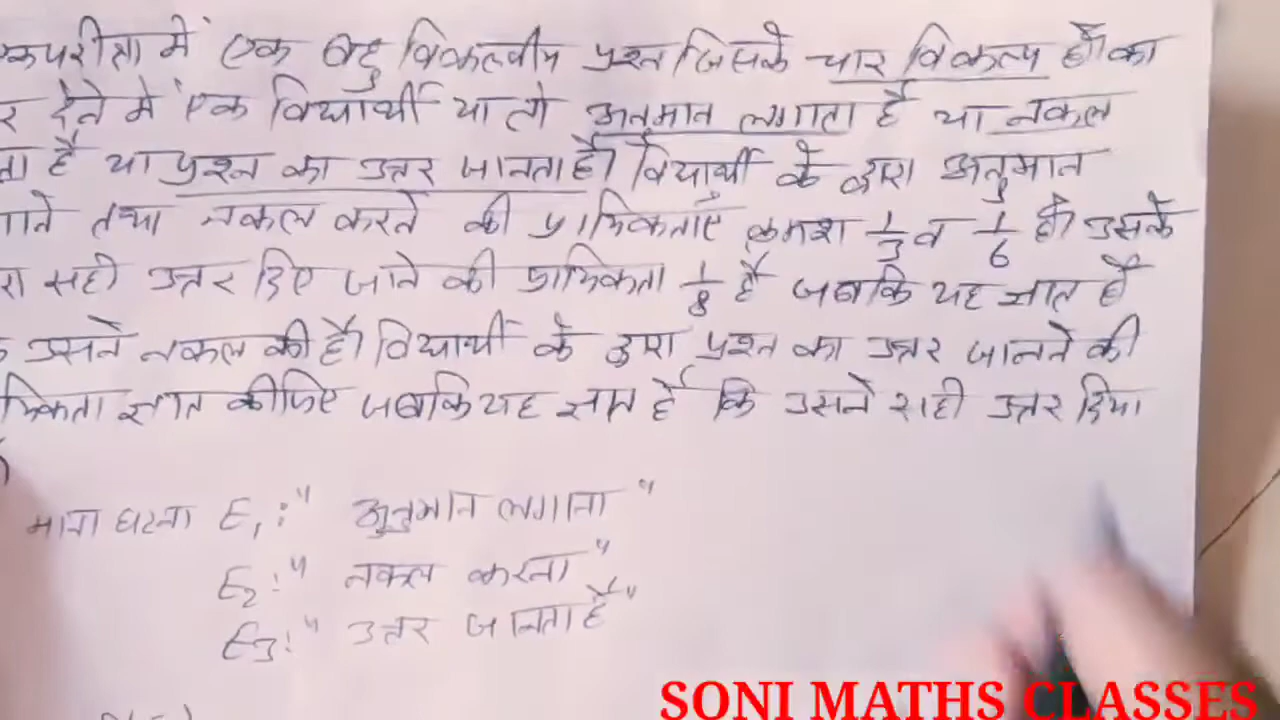 एक परीक्षा में एक बहु विकल्पीय प्रश्न जिसके चार विकल्प हों का
र देने में एक विद्यार्थी या तो अनुमान लगाता है या नकल
ता है या प्रश्न का उत्तर जानता है। विद्यार्थी के द्वारा अनुमान
गाने तथा नकल करने की प्रायिकताएँ क्रमश 1/3 व 1/6 है। उसके
रा सही उत्तर दिए जाने की प्रायिकता 1/8 है जबकि यह ज्ञात है
उसने नकल की है। विद्यार्थी के द्वारा प्रश्न का उत्तर जानने की
यिकता ज्ञात कीजिए जबकि यह ज्ञात है कि उसने सही उत्तर दिया
माना घटना E₁ : " अनुमान लगाना "
E₂ : " नकल करना "
E₃ : " उत्तर जानता है "
SONI MATHS CLASSES